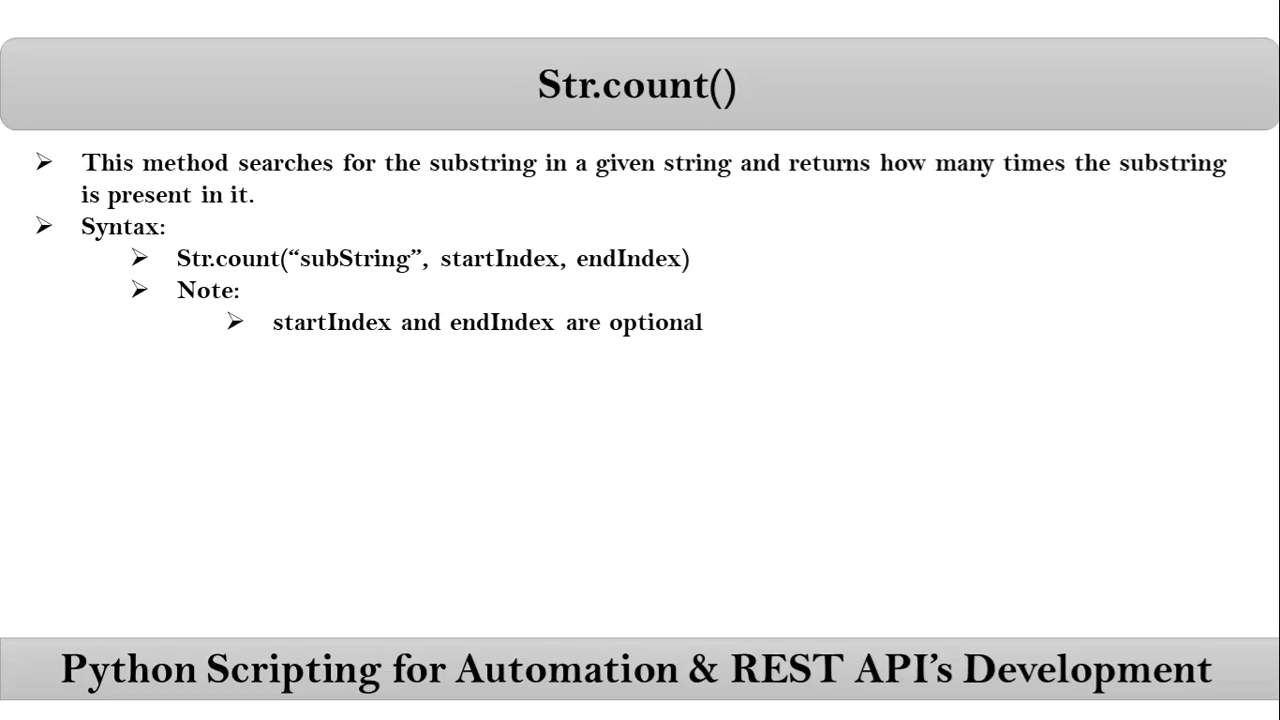 Str.count()
This method searches for the substring in a given string and returns how many times the substring
is present in it.
Syntax:
Str.count(“subString”, startIndex, endIndex)
Note:
startIndex and endIndex are optional
Python Scripting for Automation & REST API’s Development